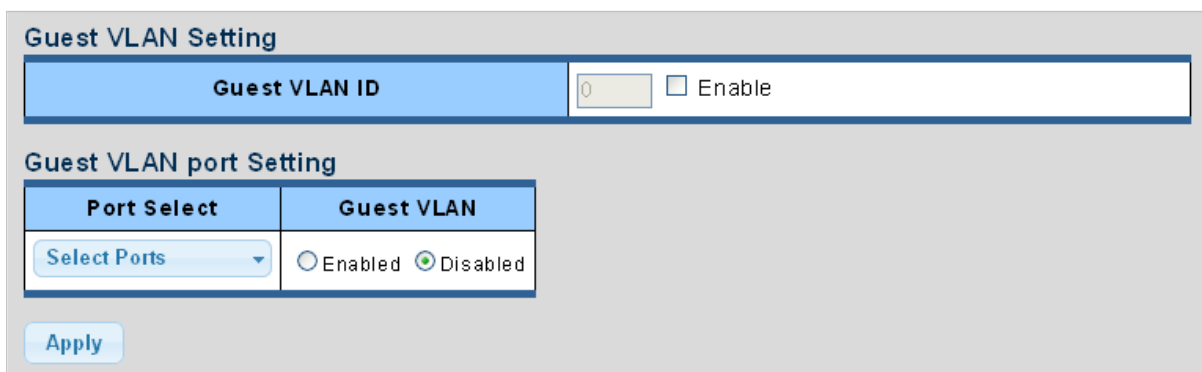 Guest VLAN Setting
Guest VLAN ID
0 Enable
Guest VLAN port Setting
Port Select Guest VLAN
Select Ports Enabled Disabled
Apply